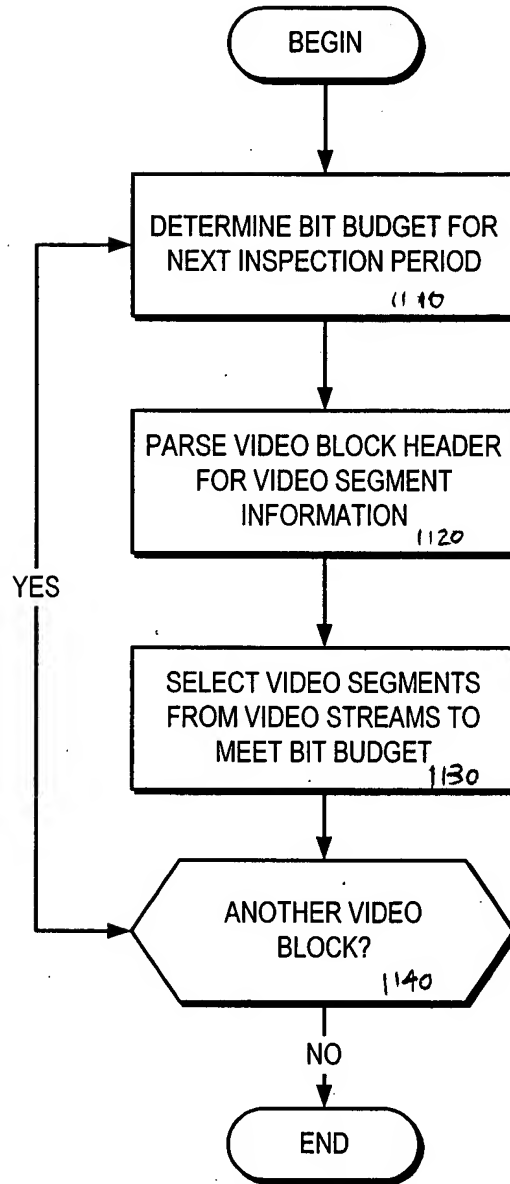 BEGIN
DETERMINE BIT BUDGET FOR
NEXT INSPECTION PERIOD
1110
PARSE VIDEO BLOCK HEADER
FOR VIDEO SEGMENT
INFORMATION
1120
YES
SELECT VIDEO SEGMENTS
FROM VIDEO STREAMS TO
MEET BIT BUDGET
1130
ANOTHER VIDEO
BLOCK?
1140
NO
END